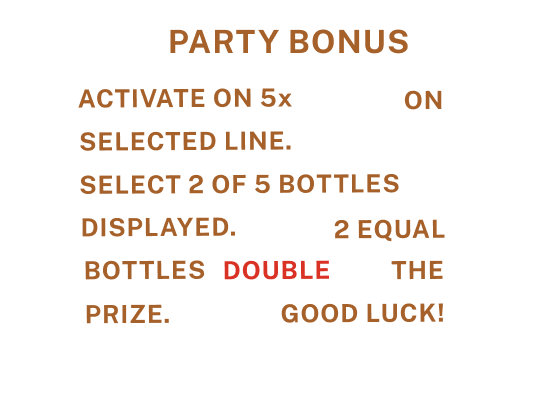 PARTY BONUS
ACTIVATE ON 5x ON
SELECTED LINE.
SELECT 2 OF 5 BOTTLES
DISPLAYED. 2 EQUAL
BOTTLES DOUBLE THE
PRIZE. GOOD LUCK!